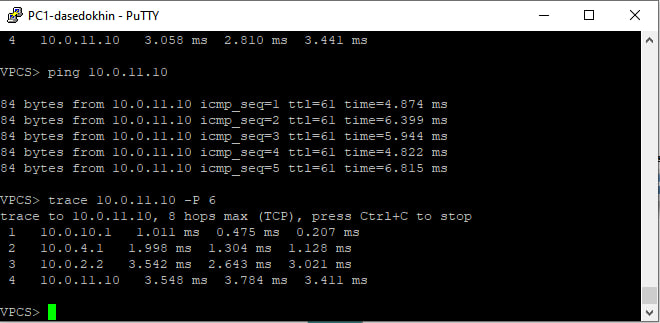 PC1-dasedokhin - PuTTY
4 10.0.11.10 3.058 ms 2.810 ms 3.441 ms
VPCS> ping 10.0.11.10
84 bytes from 10.0.11.10 icmp_seq=1 ttl=61 time=4.874 ms
84 bytes from 10.0.11.10 icmp_seq=2 ttl=61 time=6.399 ms
84 bytes from 10.0.11.10 icmp_seq=3 ttl=61 time=5.944 ms
84 bytes from 10.0.11.10 icmp_seq=4 ttl=61 time=4.822 ms
84 bytes from 10.0.11.10 icmp_seq=5 ttl=61 time=6.815 ms
VPCS> trace 10.0.11.10 -P 6
trace to 10.0.11.10, 8 hops max (TCP), press Ctrl+C to stop
1 10.0.10.1 1.011 ms 0.475 ms 0.207 ms
2 10.0.4.1 1.998 ms 1.304 ms 1.128 ms
3 10.0.2.2 3.542 ms 2.643 ms 3.021 ms
4 10.0.11.10 3.548 ms 3.784 ms 3.411 ms
VPCS>